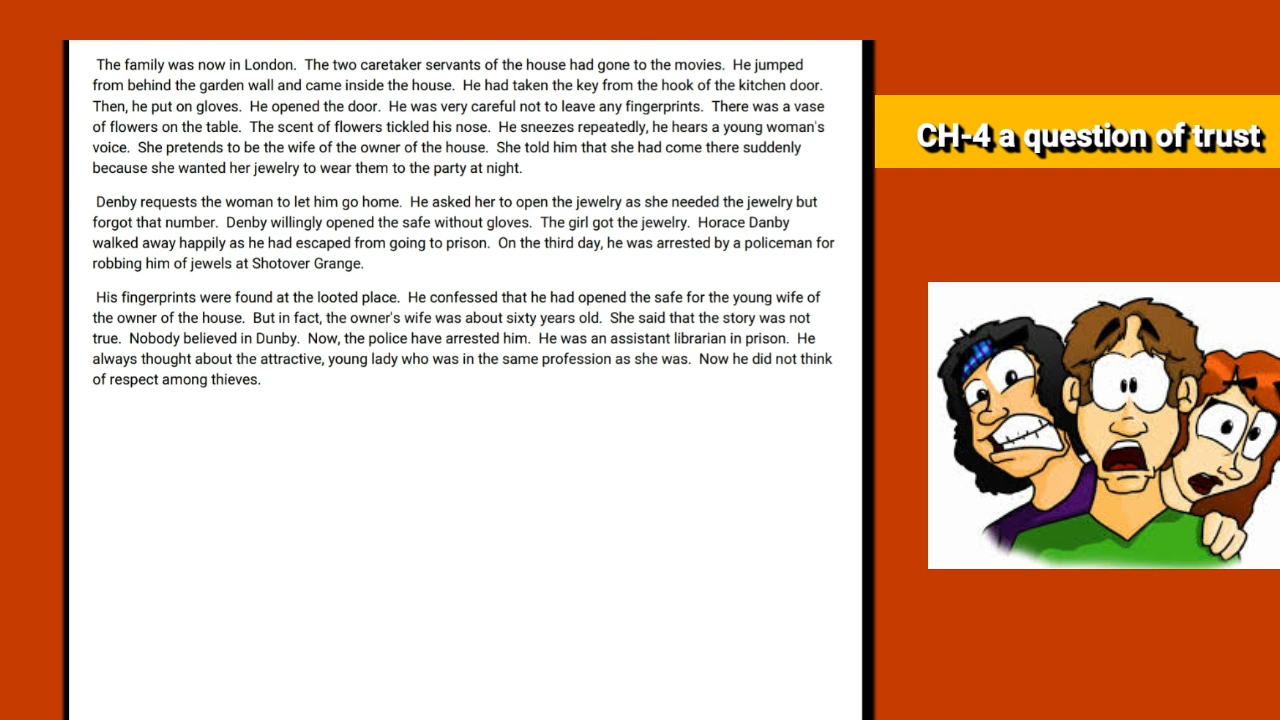 The family was now in London. The two caretaker servants of the house had gone to the movies. He jumped
from behind the garden wall and came inside the house. He had taken the key from the hook of the kitchen door.
Then, he put on gloves. He opened the door. He was very careful not to leave any fingerprints. There was a vase
of flowers on the table. The scent of flowers tickled his nose. He sneezes repeatedly, he hears a young woman's
voice. She pretends to be the wife of the owner of the house. She told him that she had come there suddenly
because she wanted her jewelry to wear them to the party at night.
Denby requests the woman to let him go home. He asked her to open the jewelry as she needed the jewelry but
forgot that number. Denby willingly opened the safe without gloves. The girl got the jewelry. Horace Danby
walked away happily as he had escaped from going to prison. On the third day, he was arrested by a policeman for
robbing him of jewels at Shotover Grange.
His fingerprints were found at the looted place. He confessed that he had opened the safe for the young wife of
the owner of the house. But in fact, the owner's wife was about sixty years old. She said that the story was not
true. Nobody believed in Dunby. Now, the police have arrested him. He was an assistant librarian in prison. He
always thought about the attractive, young lady who was in the same profession as she was. Now he did not think
of respect among thieves.
CH-4 a question of trust